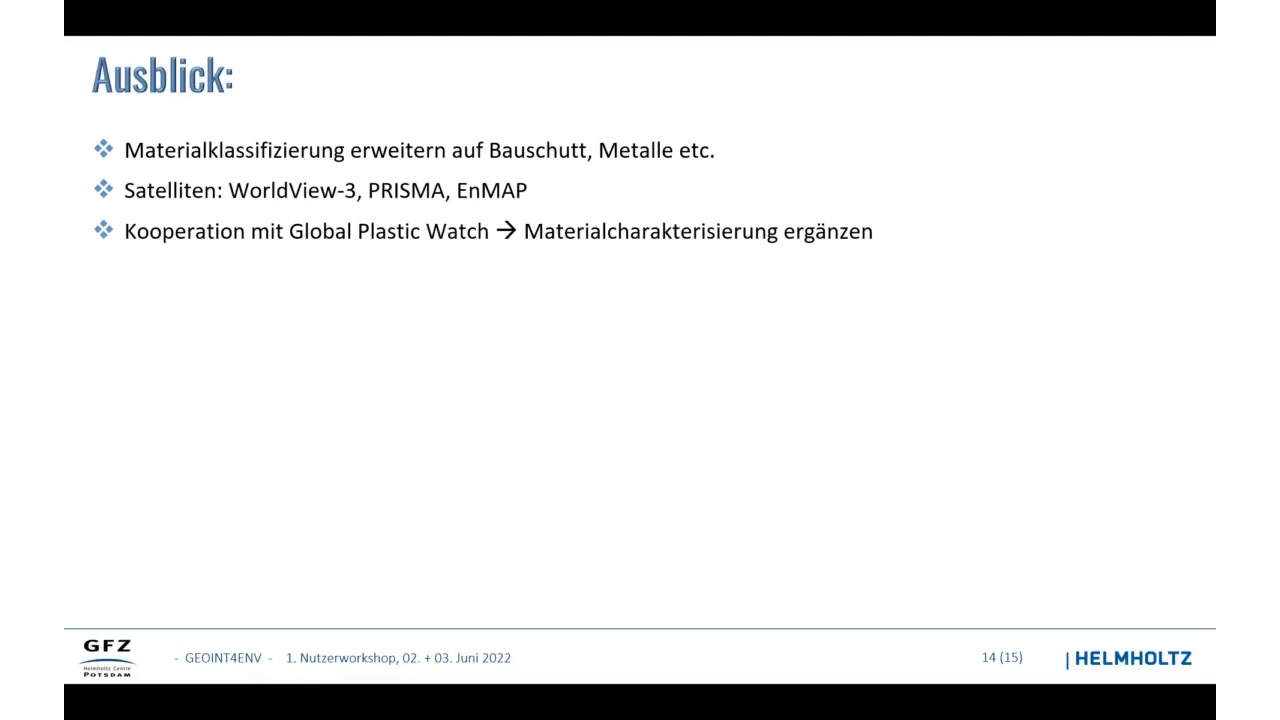 Ausblick:
Materialklassifizierung erweitern auf Bauschutt, Metalle etc.
Satelliten: WorldView-3, PRISMA, EnMAP
Kooperation mit Global Plastic Watch → Materialcharakterisierung ergänzen
GFZ
Helmholtz Centre
POTSDAM
- GEOINT4ENV - 1. Nutzerworkshop, 02. + 03. Juni 2022
14 (15)
HELMHOLTZ